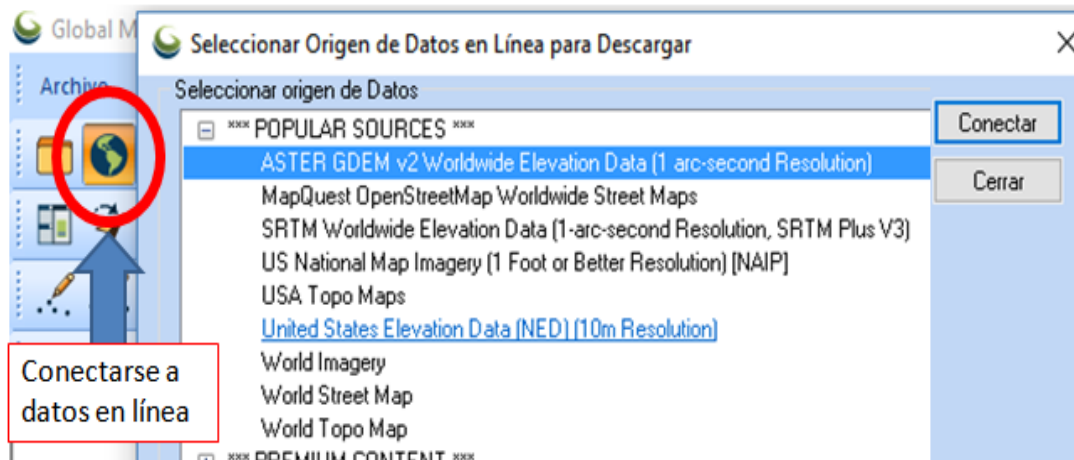 Global M
Seleccionar Origen de Datos en Línea para Descargar
Archivo
Seleccionar origen de Datos
*** POPULAR SOURCES ***
Conectar
ASTER GDEM v2 Worldwide Elevation Data (1 arc-second Resolution)
MapQuest OpenStreetMap Worldwide Street Maps
Cerrar
SRTM Worldwide Elevation Data (1-arc-second Resolution, SRTM Plus V3)
US National Map Imagery (1 Foot or Better Resolution) [NAIP]
USA Topo Maps
United States Elevation Data (NED) (10m Resolution)
World Imagery
World Street Map
World Topo Map
*** PREMIUM CONTENT ***
Conectarse a
datos en línea